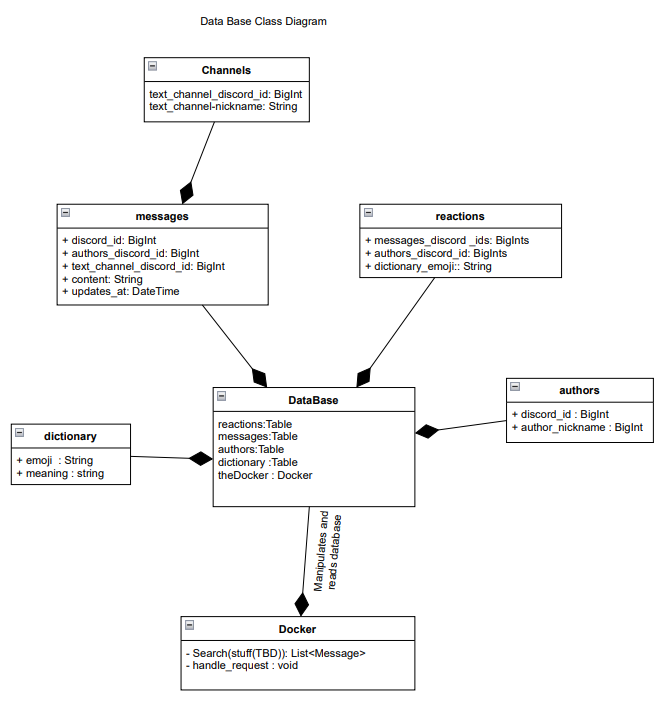 Data Base Class Diagram
Channels
text_channel_discord_id: BigInt
text_channel-nickname: String
messages
+ discord_id: BigInt
+ authors_discord_id: BigInt
+ text_channel_discord_id: BigInt
+ content: String
+ updates_at: DateTime
reactions
+ messages_discord _ids: BigInts
+ authors_discord_id: BigInts
+ dictionary_emoji:: String
DataBase
reactions:Table
messages:Table
authors:Table
dictionary :Table
theDocker : Docker
authors
+ discord_id : BigInt
+ author_nickname : BigInt
dictionary
+ emoji : String
+ meaning : string
Manipulates and
reads database
Docker
- Search(stuff(TBD)): List<Message>
- handle_request : void